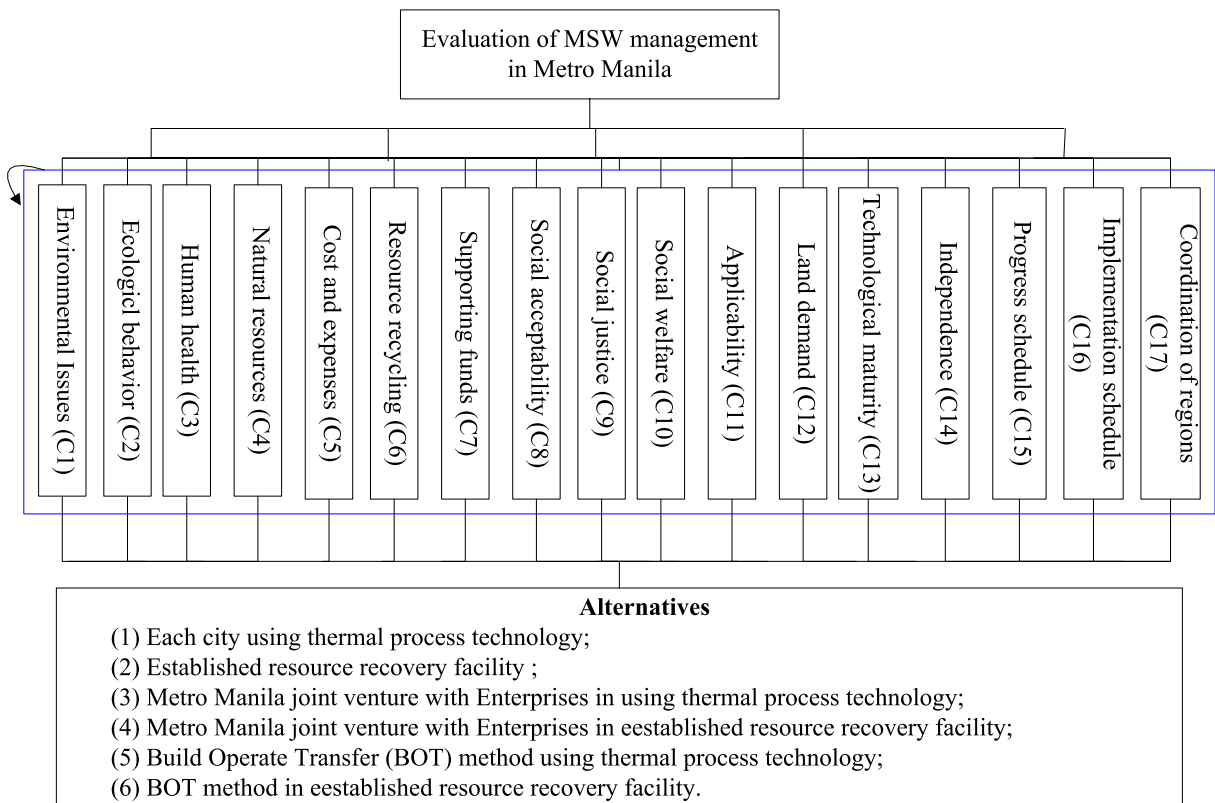 Evaluation of MSW management
in Metro Manila
Environmental Issues (C1)
Ecologicl behavior (C2)
Human health (C3)
Natural resources (C4)
Cost and expenses (C5)
Resource recycling (C6)
Supporting funds (C7)
Social acceptability (C8)
Social justice (C9)
Social welfare (C10)
Applicability (C11)
Land demand (C12)
Technological maturity (C13)
Independence (C14)
Progress schedule (C15)
Implementation schedule
(C16)
Coordination of regions
(C17)
Alternatives
(1) Each city using thermal process technology;
(2) Established resource recovery facility ;
(3) Metro Manila joint venture with Enterprises in using thermal process technology;
(4) Metro Manila joint venture with Enterprises in eestablished resource recovery facility;
(5) Build Operate Transfer (BOT) method using thermal process technology;
(6) BOT method in eestablished resource recovery facility.